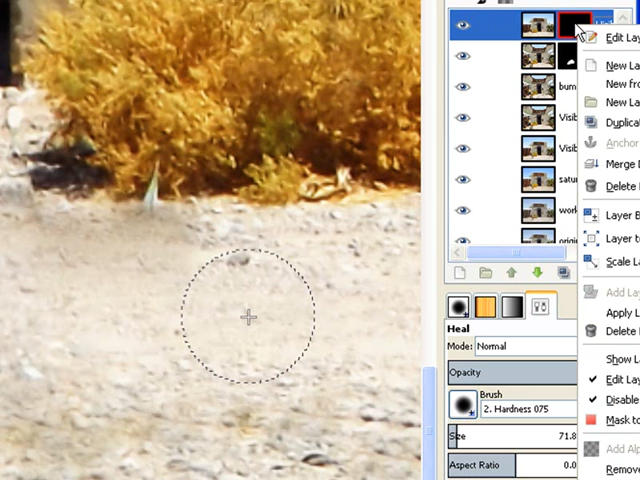 Edit Lay
New La
New fro
New La
Duplica
Anchor
Merge D
Delete
Layer B
Layer to
Scale La
Add Lay
Apply L
Delete
Show L
Edit Lay
Disable
Mask to
Add Alp
Remove
bum
Visib
Visib
satur
work
origin
Heal
Mode: Normal
Opacity
Brush
2. Hardness 075
Size 71.8
Aspect Ratio 0.0